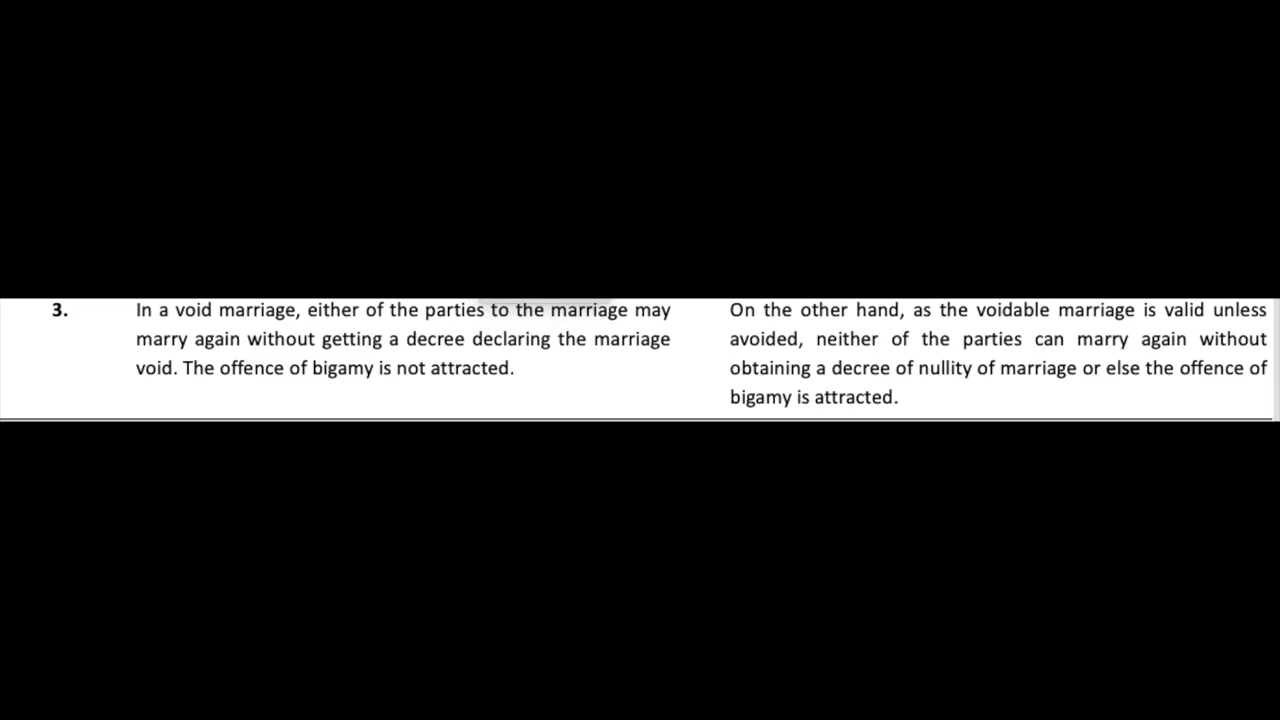 3.
In a void marriage, either of the parties to the marriage may
marry again without getting a decree declaring the marriage
void. The offence of bigamy is not attracted.
On the other hand, as the voidable marriage is valid unless
avoided, neither of the parties can marry again without
obtaining a decree of nullity of marriage or else the offence of
bigamy is attracted.